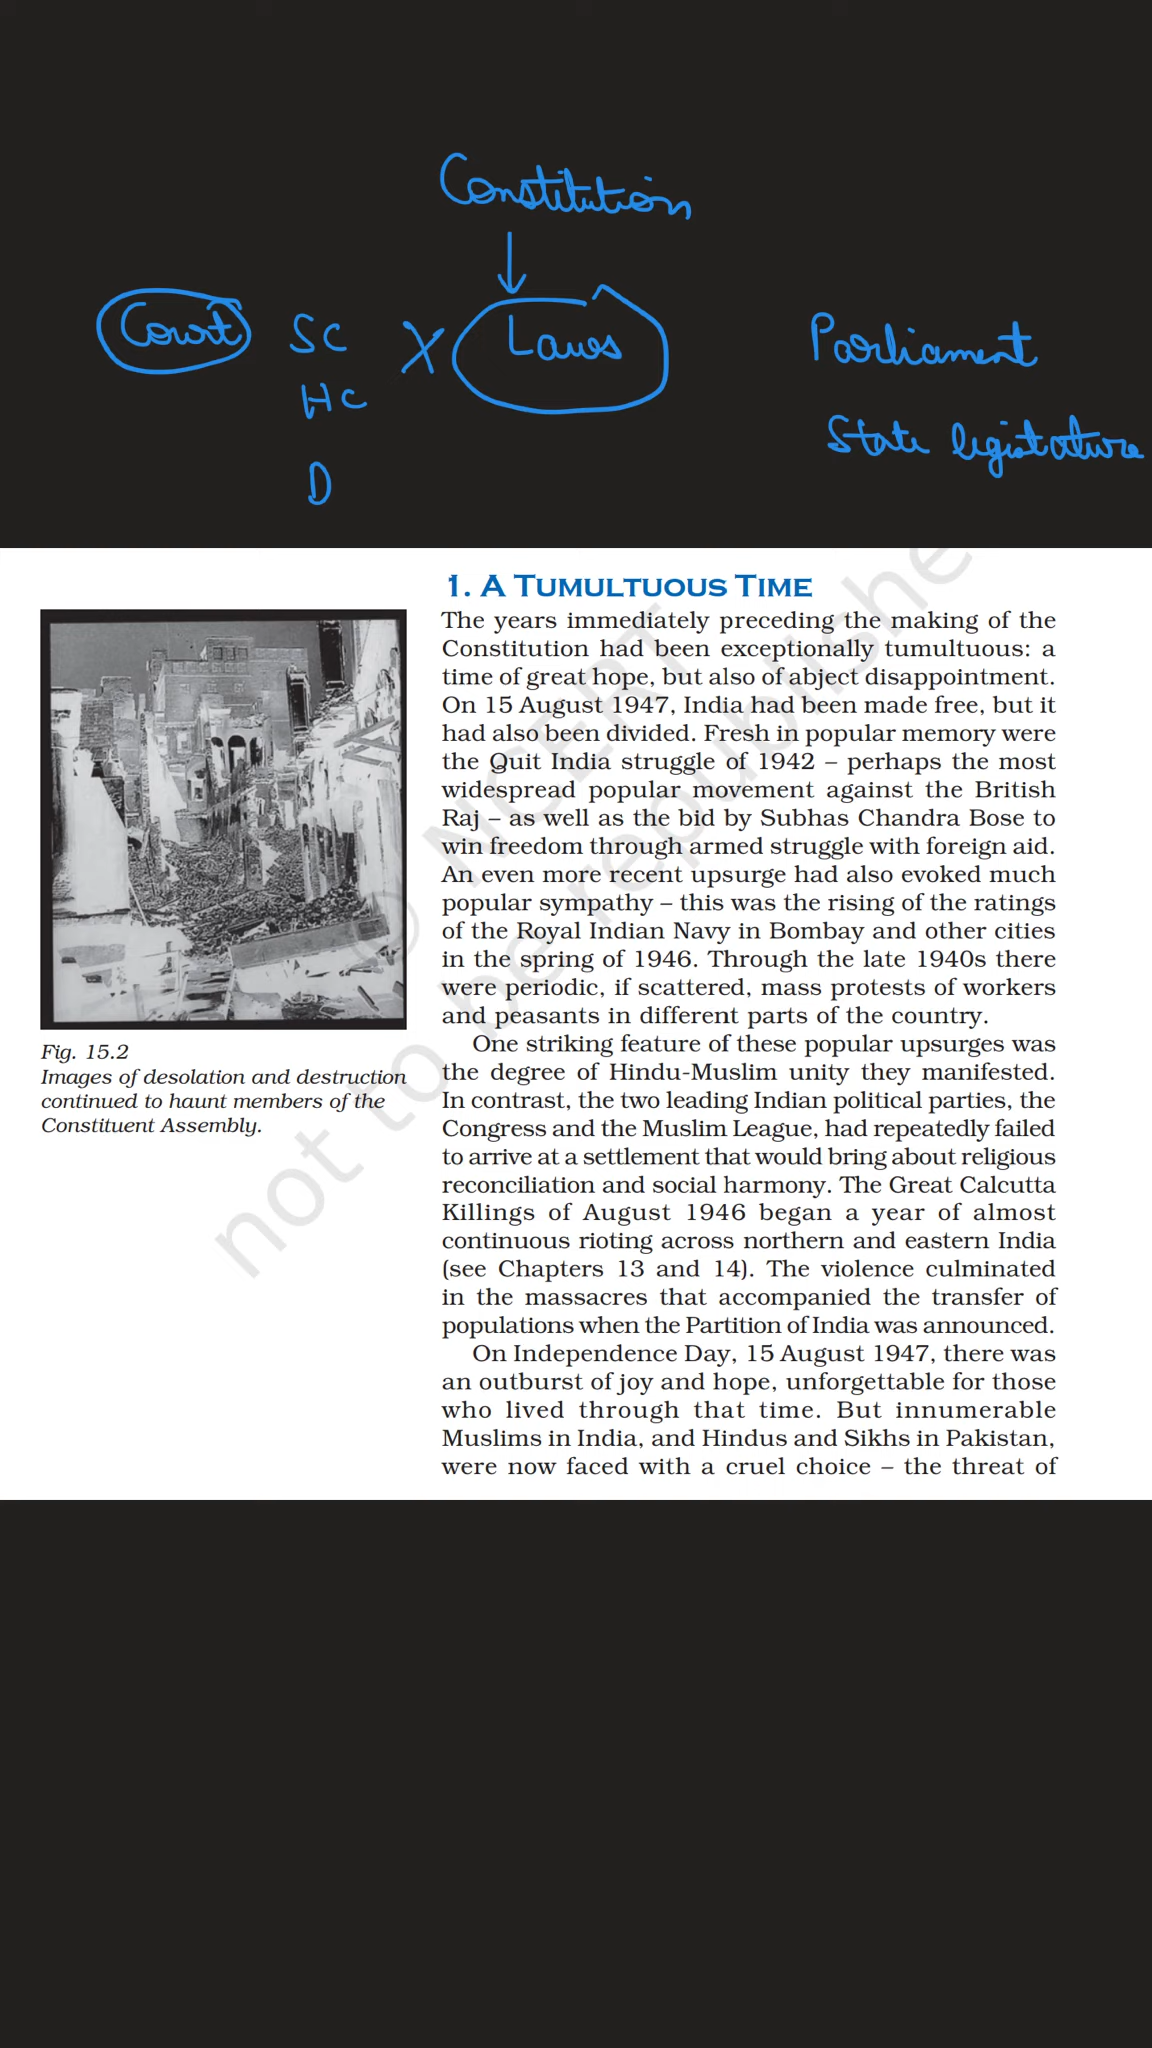 Constitution
Court SC X Laws Parliament
HC
State legislature
D
1. A TUMULTUOUS TIME
The years immediately preceding the making of the
Constitution had been exceptionally tumultuous: a
time of great hope, but also of abject disappointment.
On 15 August 1947, India had been made free, but it
had also been divided. Fresh in popular memory were
the Quit India struggle of 1942 – perhaps the most
widespread popular movement against the British
Raj – as well as the bid by Subhas Chandra Bose to
win freedom through armed struggle with foreign aid.
An even more recent upsurge had also evoked much
popular sympathy – this was the rising of the ratings
of the Royal Indian Navy in Bombay and other cities
in the spring of 1946. Through the late 1940s there
were periodic, if scattered, mass protests of workers
and peasants in different parts of the country.
One striking feature of these popular upsurges was
the degree of Hindu-Muslim unity they manifested.
In contrast, the two leading Indian political parties, the
Congress and the Muslim League, had repeatedly failed
to arrive at a settlement that would bring about religious
reconciliation and social harmony. The Great Calcutta
Killings of August 1946 began a year of almost
continuous rioting across northern and eastern India
(see Chapters 13 and 14). The violence culminated
in the massacres that accompanied the transfer of
populations when the Partition of India was announced.
On Independence Day, 15 August 1947, there was
an outburst of joy and hope, unforgettable for those
who lived through that time. But innumerable
Muslims in India, and Hindus and Sikhs in Pakistan,
were now faced with a cruel choice – the threat of
Fig. 15.2
Images of desolation and destruction
continued to haunt members of the
Constituent Assembly.
© NCERT
not to be republishe